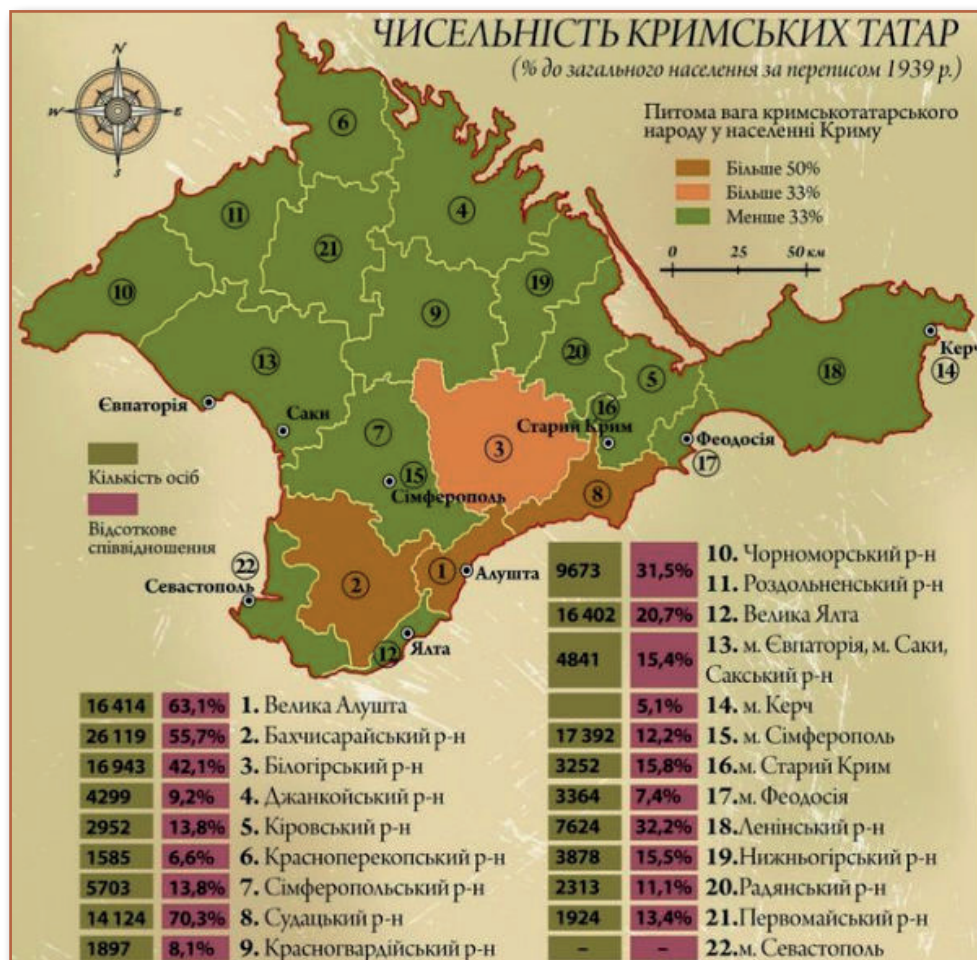 ЧИСЕЛЬНІСТЬ КРИМСЬКИХ ТАТАР
(% до загального населення за переписом 1939 р.)
Питома вага кримськотатарського
народу у населенні Криму
Більше 50%
Більше 33%
Менше 33%
0 25 50 км
N
W E
S
6
11
4
21
10
19
9
13
20
5
18
Керч
14
Євпаторія
Саки
7
16
Старий Крим
3
Феодосія
17
15
Сімферополь
8
Кількість осіб
Відсоткове
співвідношення
22
Севастополь
2
1
Алушта
12
Ялта
16 414 63,1% 1. Велика Алушта
26 119 55,7% 2. Бахчисарайський р-н
16 943 42,1% 3. Білогірський р-н
4299 9,2% 4. Джанкойський р-н
2952 13,8% 5. Кіровський р-н
1585 6,6% 6. Красноперекопський р-н
5703 13,8% 7. Сімферопольський р-н
14 124 70,3% 8. Судацький р-н
1897 8,1% 9. Красногвардійський р-н
9673 31,5% 10. Чорноморський р-н
11. Роздольненський р-н
16 402 20,7% 12. Велика Ялта
4841 15,4% 13. м. Євпаторія, м. Саки,
Сакський р-н
5,1% 14. м. Керч
17 392 12,2% 15. м. Сімферополь
3252 15,8% 16.м. Старий Крим
3364 7,4% 17.м. Феодосія
7624 32,2% 18.Ленінський р-н
3878 15,5% 19.Нижньогірський р-н
2313 11,1% 20.Радянський р-н
1924 13,4% 21.Первомайський р-н
– – 22.м. Севастополь